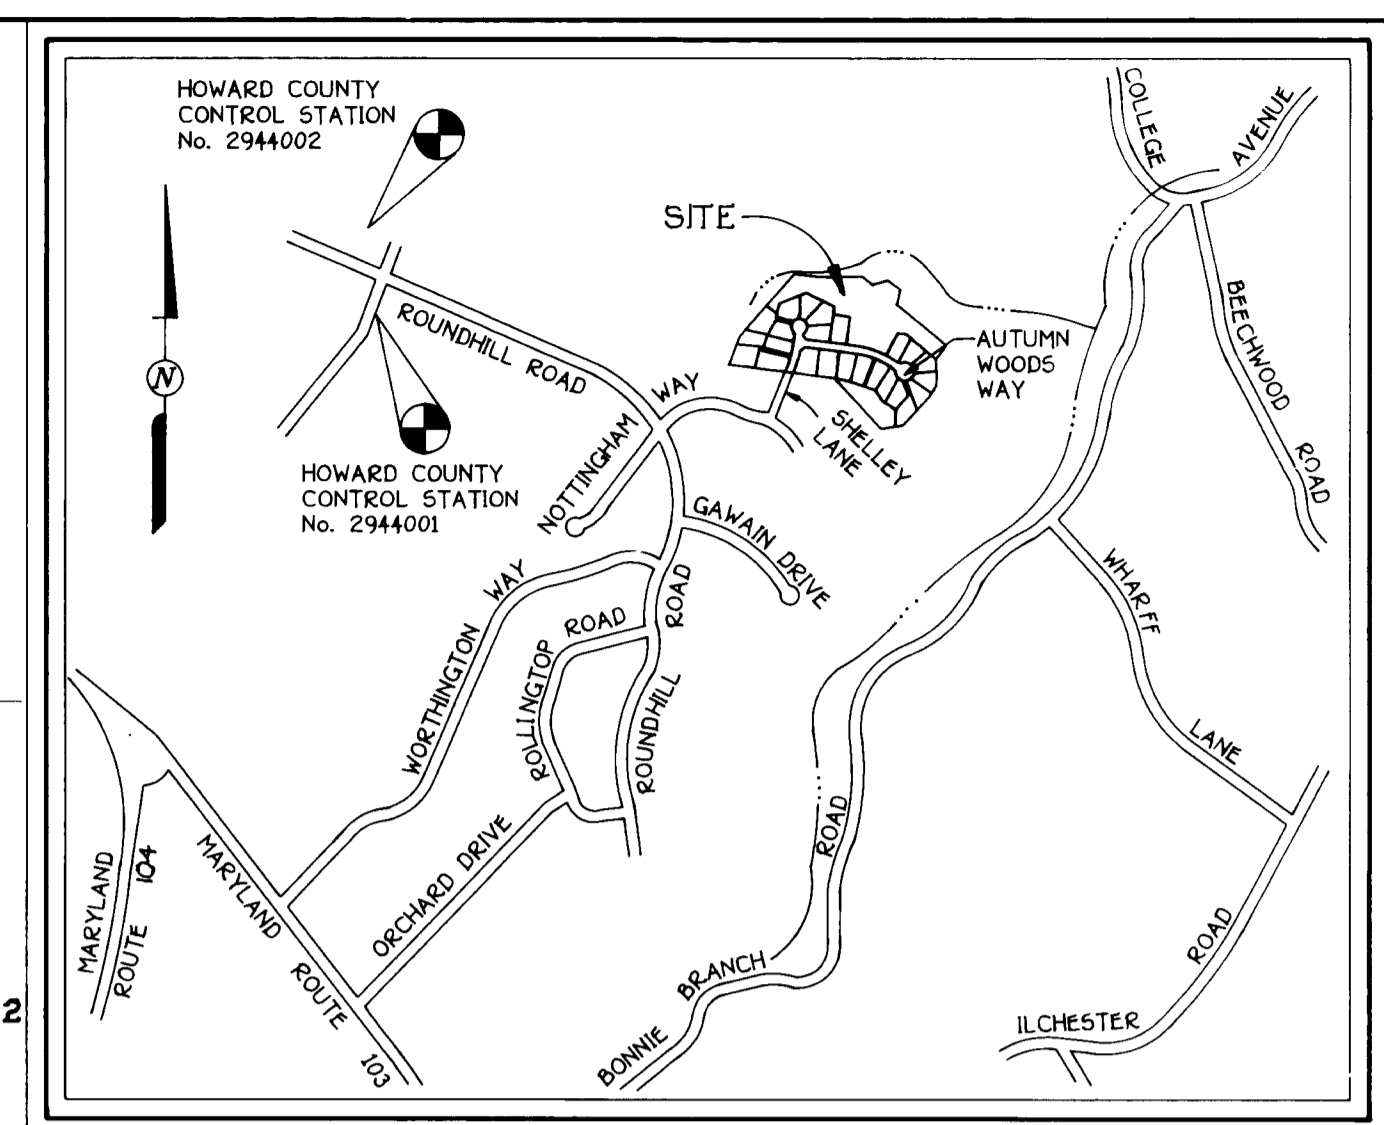 HOWARD COUNTY
CONTROL STATION
No. 2944002
COLLEGE
AVENUE
SITE
ROUNDHILL ROAD
AUTUMN
WOODS
WAY
BEECHWOOD
ROAD
NOTTINGHAM WAY
SHELLEY
LANE
N
HOWARD COUNTY
CONTROL STATION
No. 2944001
GAWAIN DRIVE
WORTHINGTON WAY
ROLLINGTOP ROAD
ROUNDHILL ROAD
WHARFF
LANE
MARYLAND
ROUTE 104
MARYLAND
ROUTE
103
ORCHARD DRIVE
BONNIE BRANCH ROAD
ILCHESTER ROAD
2